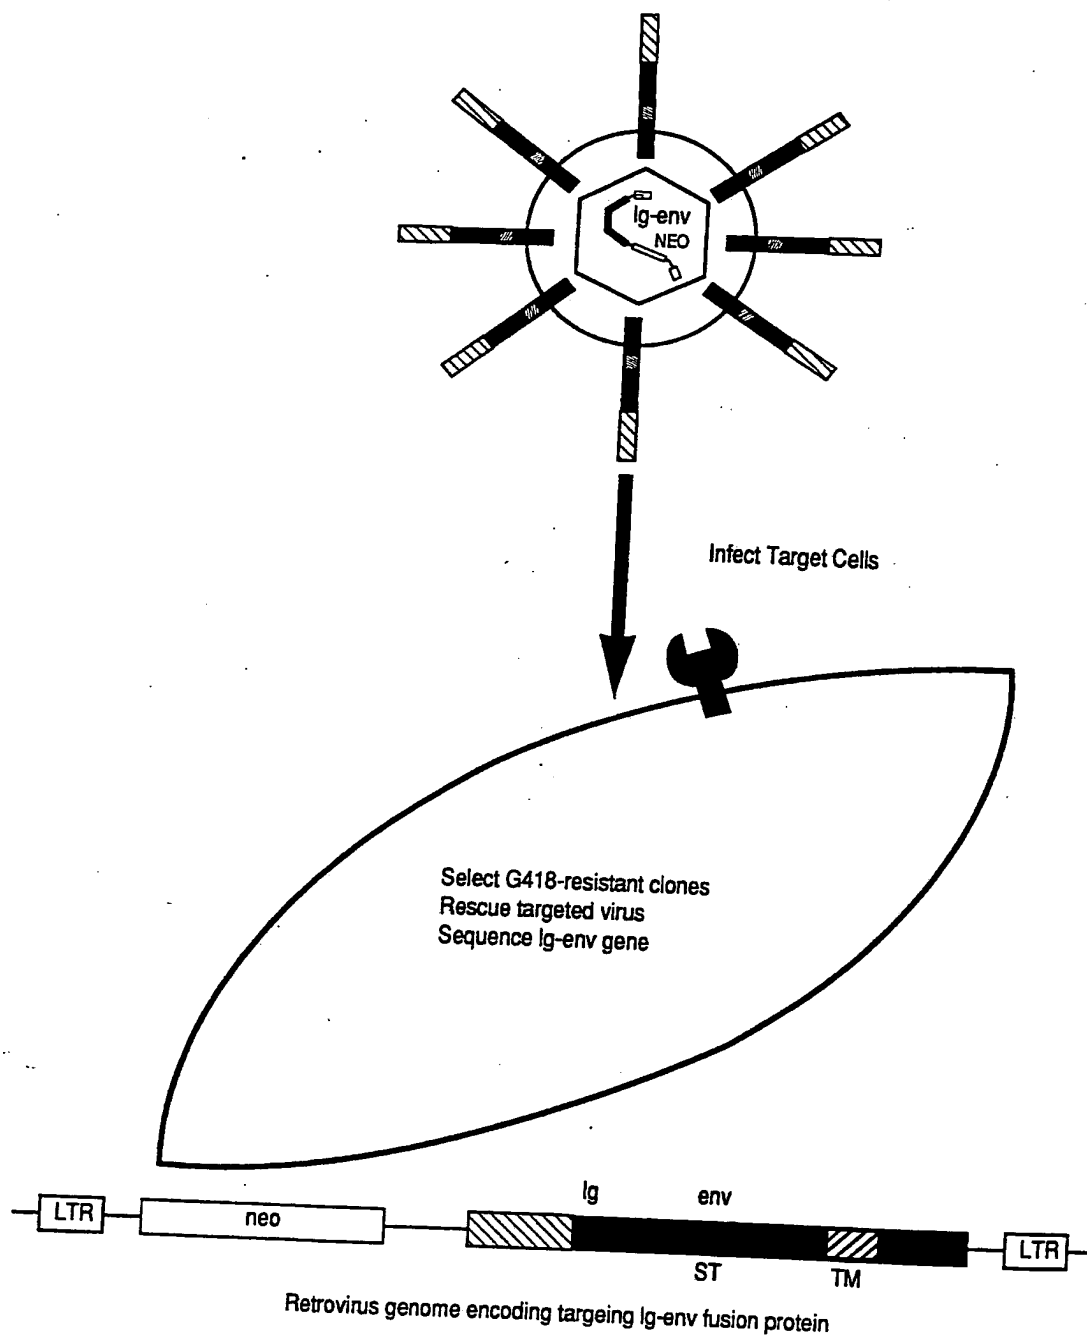 Ig-env
NEO
Infect Target Cells
Select G418-resistant clones
Rescue targeted virus
Sequence Ig-env gene
Ig env
LTR neo LTR
ST TM
Retrovirus genome encoding targeing Ig-env fusion protein